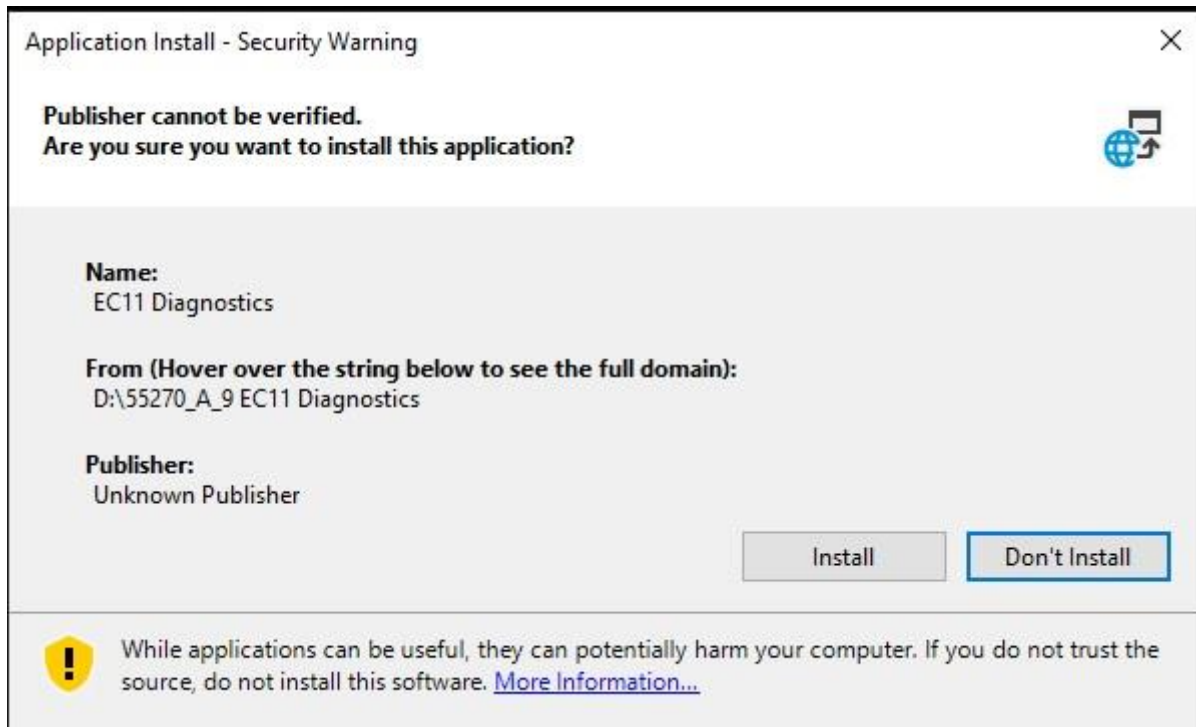 Application Install - Security Warning
Publisher cannot be verified.
Are you sure you want to install this application?
Name:
EC11 Diagnostics
From (Hover over the string below to see the full domain):
D:\55270_A_9 EC11 Diagnostics
Publisher:
Unknown Publisher
Install
Don't Install
While applications can be useful, they can potentially harm your computer. If you do not trust the
source, do not install this software. More Information...